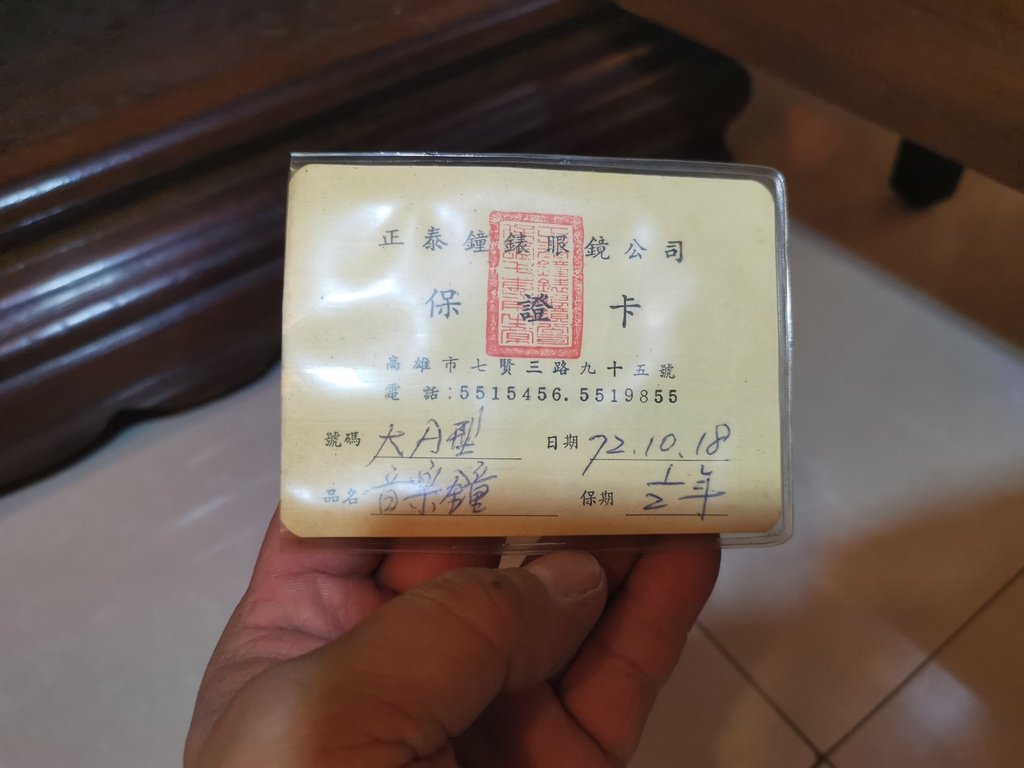 正泰鐘錶眼鏡公司
保證卡
高雄市七賢三路九十五號
電話:5515456.5519855
號碼 大A型 日期 72.10.18
品名 音樂鐘 保期 1/2年